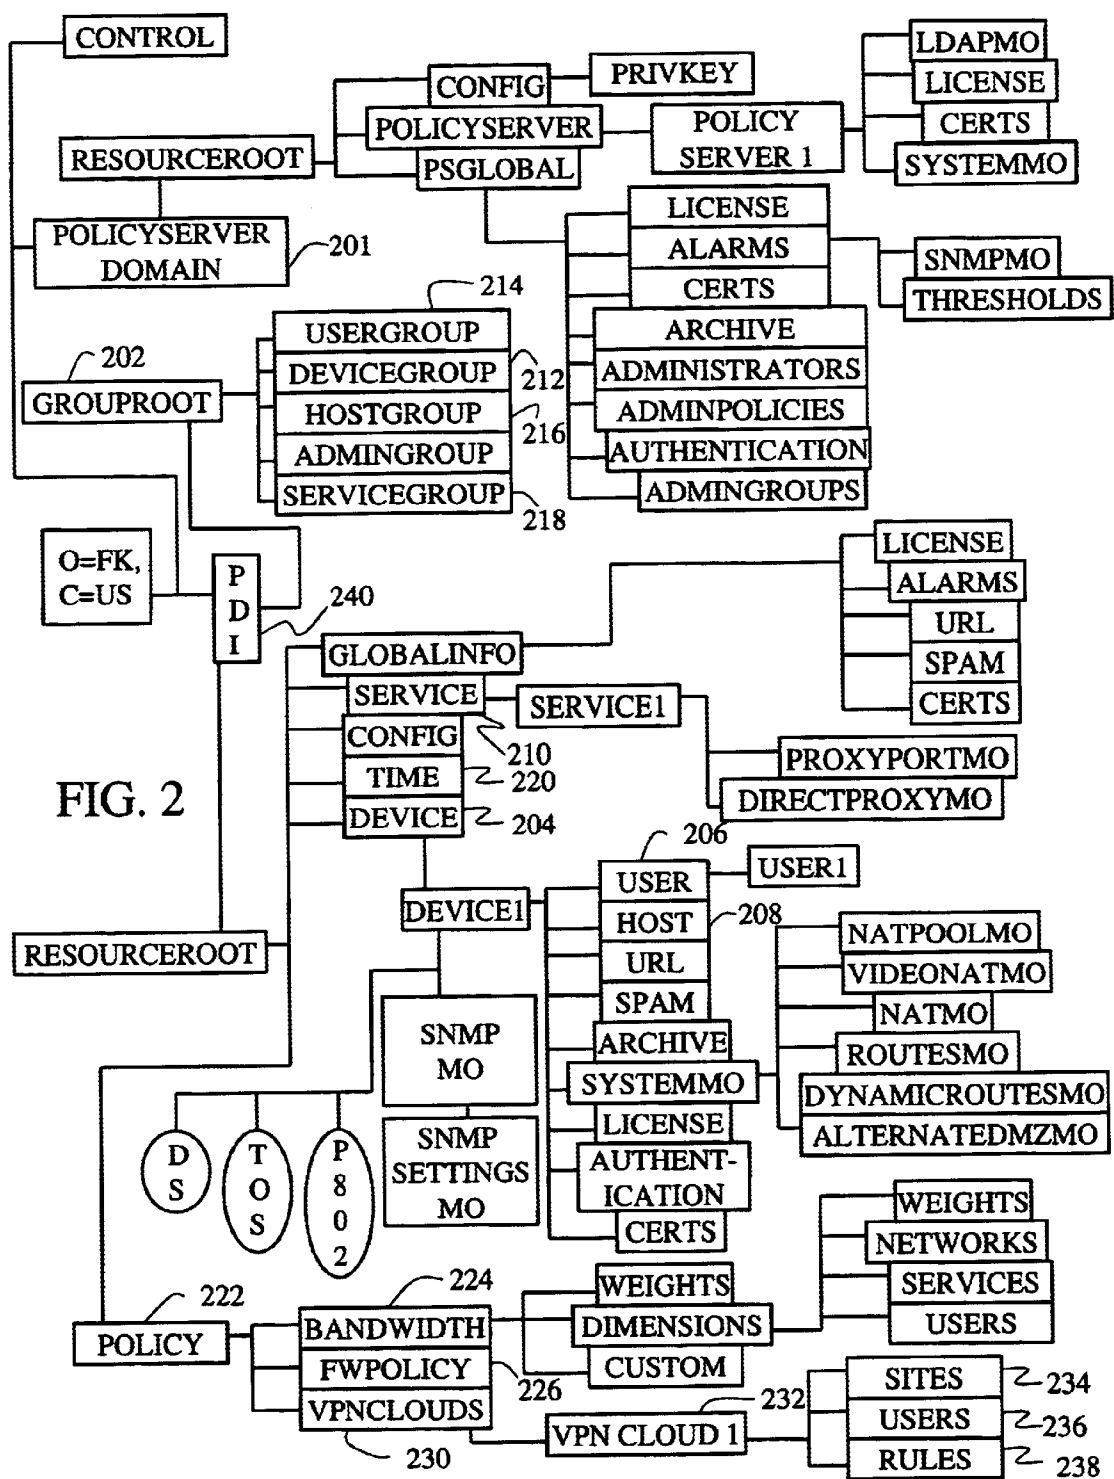 CONTROL
LDAPMO
CONFIG
PRIVKEY
LICENSE
POLICYSERVER
POLICY
SERVER 1
CERTS
RESOURCEROOT
PSGLOBAL
SYSTEMMO
LICENSE
POLICYSERVER
DOMAIN
201
ALARMS
SNMPMO
CERTS
THRESHOLDS
214
USERGROUP
ARCHIVE
202
DEVICEGROUP
212
ADMINISTRATORS
GROUPROOT
HOSTGROUP
216
ADMINPOLICIES
ADMINGROUP
AUTHENTICATION
SERVICEGROUP
218
ADMINGROUPS
O=FK,
C=US
P
D
I
240
LICENSE
ALARMS
URL
GLOBALINFO
SPAM
SERVICE
SERVICE1
CERTS
CONFIG
210
PROXYPORTMO
TIME
220
FIG. 2
DIRECTPROXYMO
DEVICE
204
206
USER
USER1
DEVICE1
HOST
208
NATPOOLMO
RESOURCEROOT
URL
VIDEONATMO
SPAM
NATMO
SNMP
MO
ARCHIVE
ROUTESMO
SYSTEMMO
DYNAMICROUTESMO
LICENSE
ALTERNATEDMZMO
DS
TOS
P802
SNMP
SETTINGS
MO
AUTHENT-
ICATION
CERTS
WEIGHTS
NETWORKS
222
224
WEIGHTS
SERVICES
POLICY
BANDWIDTH
DIMENSIONS
USERS
FWPOLICY
226
CUSTOM
VPNCLOUDS
232
SITES
234
230
VPN CLOUD 1
USERS
236
RULES
238